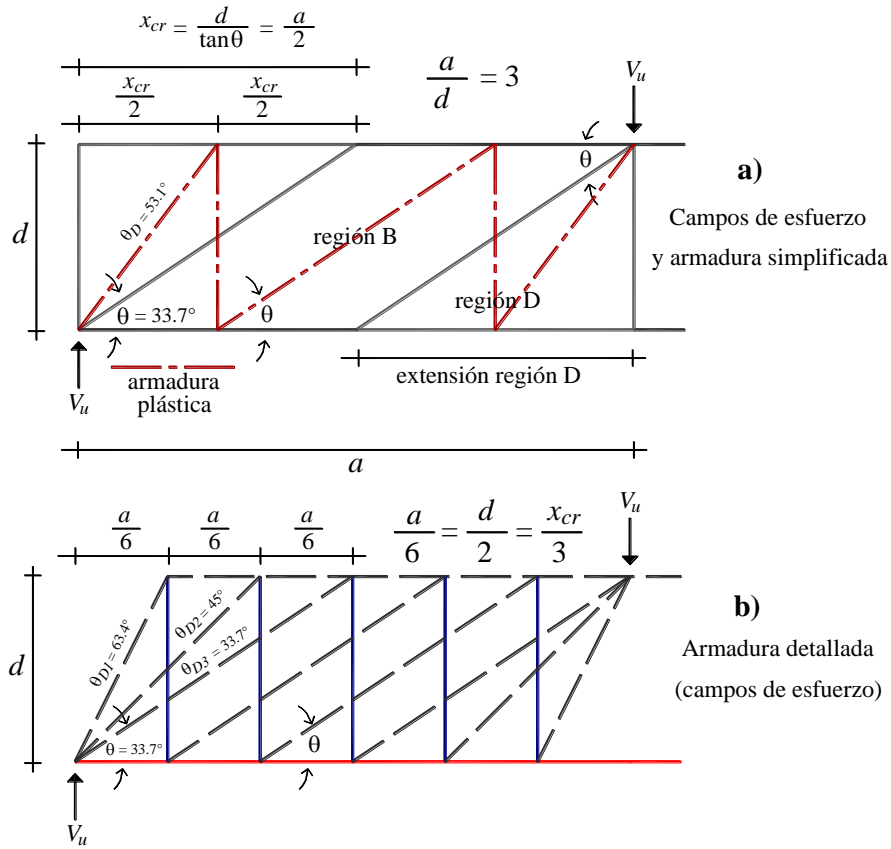 x_cr = d / tanθ = a / 2
x_cr / 2
x_cr / 2
a / d = 3
V_u
d
θ_D = 53.1°
θ
región B
a)
Campos de esfuerzo
y armadura simplificada
región D
θ = 33.7°
θ
V_u
armadura
plástica
extensión región D
a
V_u
a / 6
a / 6
a / 6
a / 6 = d / 2 = x_cr / 3
d
θ_D1 = 63.4°
θ_D2 = 45°
θ_D3 = 33.7°
b)
Armadura detallada
(campos de esfuerzo)
θ = 33.7°
θ
V_u